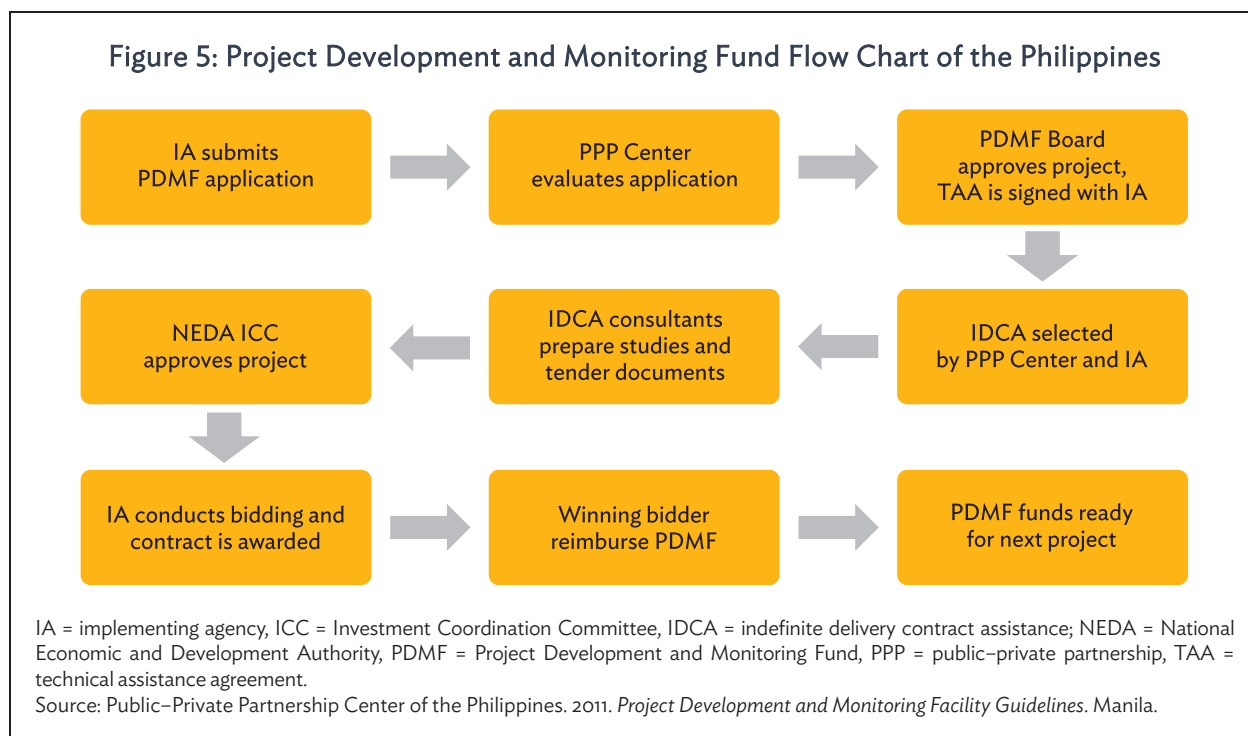 Figure 5: Project Development and Monitoring Fund Flow Chart of the Philippines
IA submits
PDMF application
PPP Center
evaluates application
PDMF Board
approves project,
TAA is signed with IA
IDCA selected
by PPP Center and IA
IDCA consultants
prepare studies and
tender documents
NEDA ICC
approves project
IA conducts bidding and
contract is awarded
Winning bidder
reimburse PDMF
PDMF funds ready
for next project
IA = implementing agency, ICC = Investment Coordination Committee, IDCA = indefinite delivery contract assistance; NEDA = National
Economic and Development Authority, PDMF = Project Development and Monitoring Fund, PPP = public–private partnership, TAA =
technical assistance agreement.
Source: Public–Private Partnership Center of the Philippines. 2011. Project Development and Monitoring Facility Guidelines. Manila.